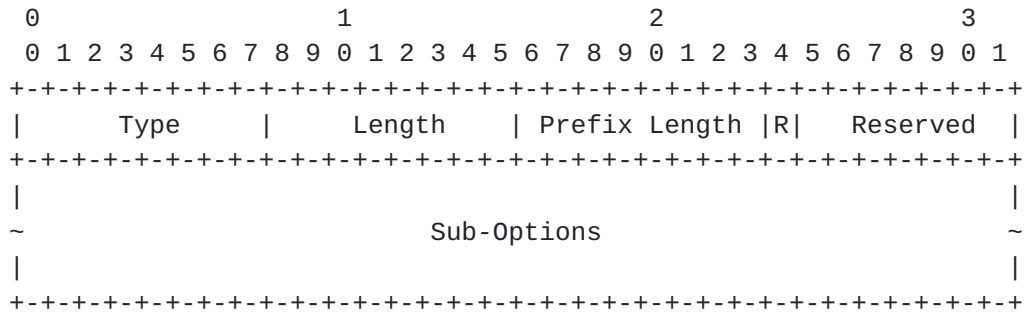 0                   1                   2                   3
 0 1 2 3 4 5 6 7 8 9 0 1 2 3 4 5 6 7 8 9 0 1 2 3 4 5 6 7 8 9 0 1
+-+-+-+-+-+-+-+-+-+-+-+-+-+-+-+-+-+-+-+-+-+-+-+-+-+-+-+-+-+-+-+-+
|      Type     |     Length    | Prefix Length |R|   Reserved  |
+-+-+-+-+-+-+-+-+-+-+-+-+-+-+-+-+-+-+-+-+-+-+-+-+-+-+-+-+-+-+-+-+
|                                                               |
~                          Sub-Options                          ~
|                                                               |
+-+-+-+-+-+-+-+-+-+-+-+-+-+-+-+-+-+-+-+-+-+-+-+-+-+-+-+-+-+-+-+-+